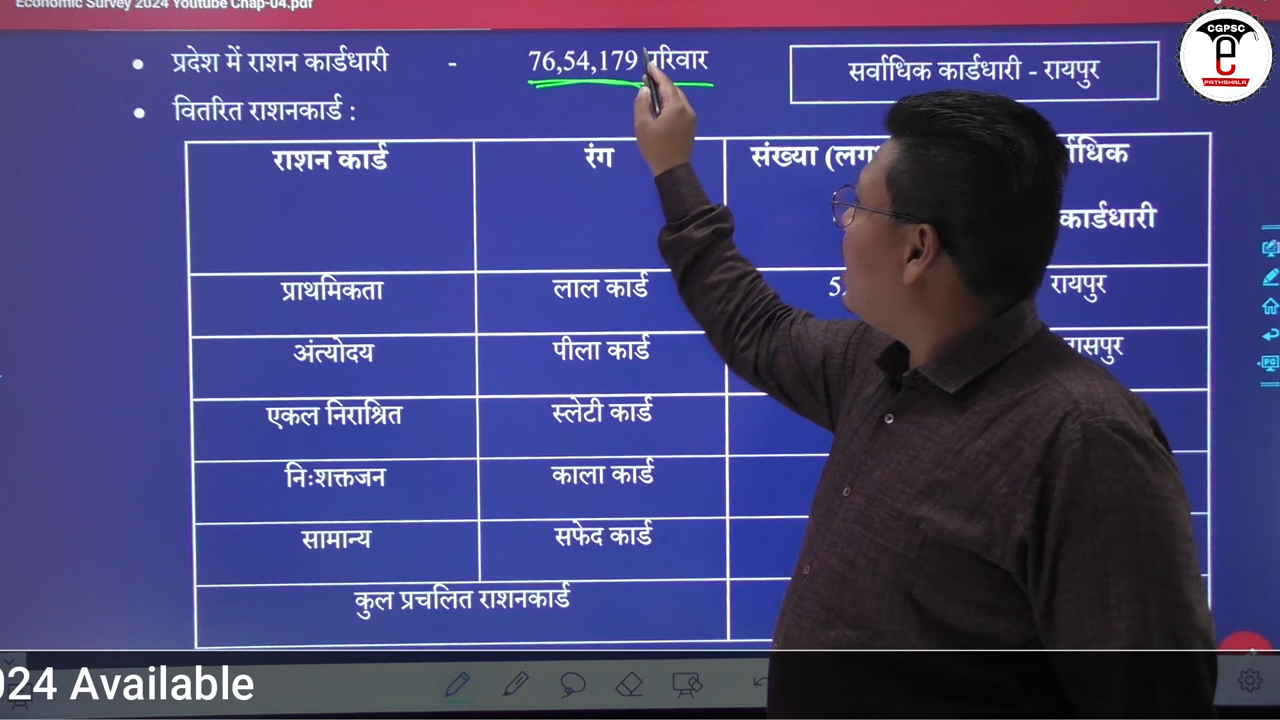 Economic Survey 2024 Youtube Chap-04.pdf
CGPSC
e
PATHSHALA
• प्रदेश में राशन कार्डधारी - 76,54,179 परिवार
सर्वाधिक कार्डधारी - रायपुर
• वितरित राशनकार्ड :
राशन कार्ड रंग संख्या
कार्डधारी
प्राथमिकता लाल कार्ड रायपुर
अंत्योदय पीला कार्ड
एकल निराश्रित स्लेटी कार्ड
निःशक्तजन काला कार्ड
सामान्य सफेद कार्ड
कुल प्रचलित राशनकार्ड
024 Available